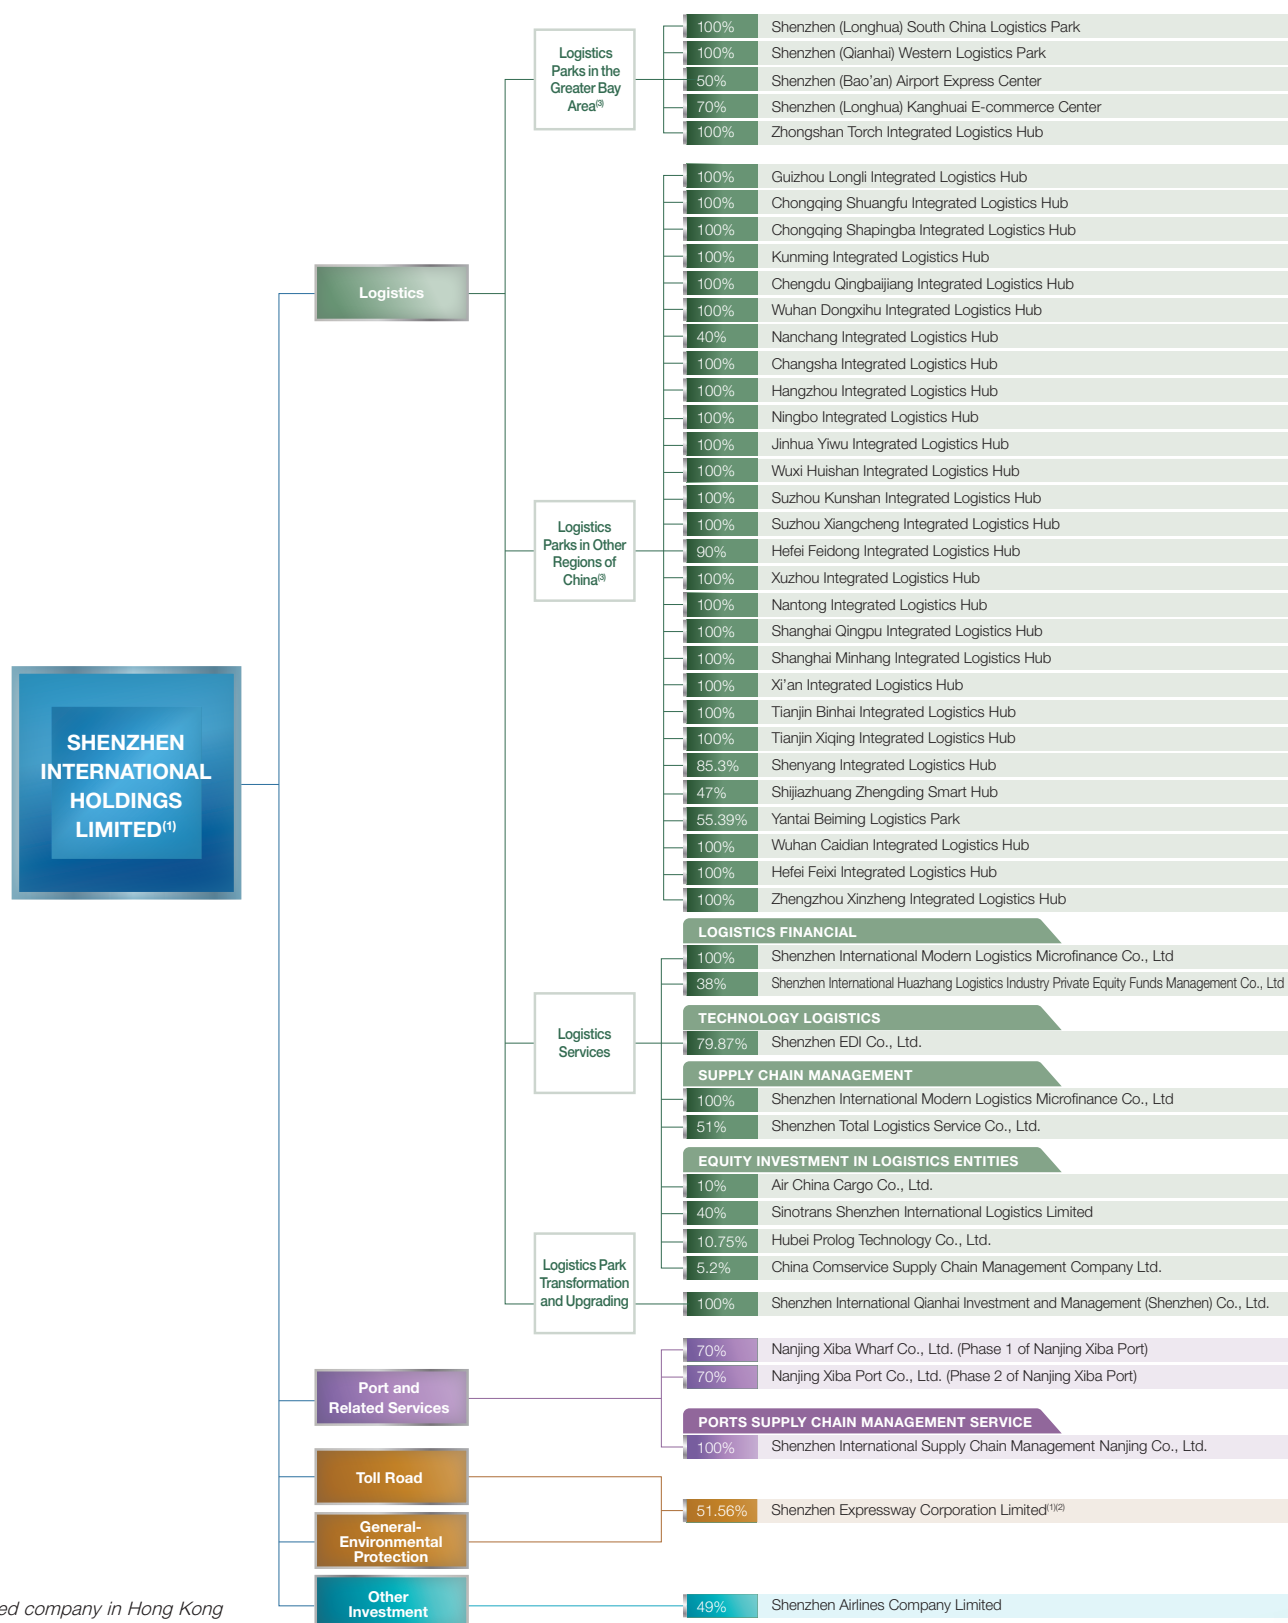 SHENZHEN
INTERNATIONAL
HOLDINGS
LIMITED(1)
Logistics
Logistics
Parks in the
Greater Bay
Area(3)
100% Shenzhen (Longhua) South China Logistics Park
100% Shenzhen (Qianhai) Western Logistics Park
50% Shenzhen (Bao'an) Airport Express Center
70% Shenzhen (Longhua) Kanghuai E-commerce Center
100% Zhongshan Torch Integrated Logistics Hub
Logistics
Parks in Other
Regions of
China(3)
100% Guizhou Longli Integrated Logistics Hub
100% Chongqing Shuangfu Integrated Logistics Hub
100% Chongqing Shapingba Integrated Logistics Hub
100% Kunming Integrated Logistics Hub
100% Chengdu Qingbaijiang Integrated Logistics Hub
100% Wuhan Dongxihu Integrated Logistics Hub
40% Nanchang Integrated Logistics Hub
100% Changsha Integrated Logistics Hub
100% Hangzhou Integrated Logistics Hub
100% Ningbo Integrated Logistics Hub
100% Jinhua Yiwu Integrated Logistics Hub
100% Wuxi Huishan Integrated Logistics Hub
100% Suzhou Kunshan Integrated Logistics Hub
100% Suzhou Xiangcheng Integrated Logistics Hub
90% Hefei Feidong Integrated Logistics Hub
100% Xuzhou Integrated Logistics Hub
100% Nantong Integrated Logistics Hub
100% Shanghai Qingpu Integrated Logistics Hub
100% Shanghai Minhang Integrated Logistics Hub
100% Xi'an Integrated Logistics Hub
100% Tianjin Binhai Integrated Logistics Hub
100% Tianjin Xiqing Integrated Logistics Hub
85.3% Shenyang Integrated Logistics Hub
47% Shijiazhuang Zhengding Smart Hub
55.39% Yantai Beiming Logistics Park
100% Wuhan Caidian Integrated Logistics Hub
100% Hefei Feixi Integrated Logistics Hub
100% Zhengzhou Xinzheng Integrated Logistics Hub
Logistics
Services
LOGISTICS FINANCIAL
100% Shenzhen International Modern Logistics Microfinance Co., Ltd
38% Shenzhen International Huazhang Logistics Industry Private Equity Funds Management Co., Ltd
TECHNOLOGY LOGISTICS
79.87% Shenzhen EDI Co., Ltd.
SUPPLY CHAIN MANAGEMENT
100% Shenzhen International Modern Logistics Microfinance Co., Ltd
51% Shenzhen Total Logistics Service Co., Ltd.
EQUITY INVESTMENT IN LOGISTICS ENTITIES
10% Air China Cargo Co., Ltd.
40% Sinotrans Shenzhen International Logistics Limited
10.75% Hubei Prolog Technology Co., Ltd.
5.2% China Comservice Supply Chain Management Company Ltd.
Logistics Park
Transformation
and Upgrading
100% Shenzhen International Qianhai Investment and Management (Shenzhen) Co., Ltd.
Port and
Related Services
70% Nanjing Xiba Wharf Co., Ltd. (Phase 1 of Nanjing Xiba Port)
70% Nanjing Xiba Port Co., Ltd. (Phase 2 of Nanjing Xiba Port)
PORTS SUPPLY CHAIN MANAGEMENT SERVICE
100% Shenzhen International Supply Chain Management Nanjing Co., Ltd.
Toll Road
General-
Environmental
Protection
51.56% Shenzhen Expressway Corporation Limited(1)(2)
Other
Investment
49% Shenzhen Airlines Company Limited
ed company in Hong Kong